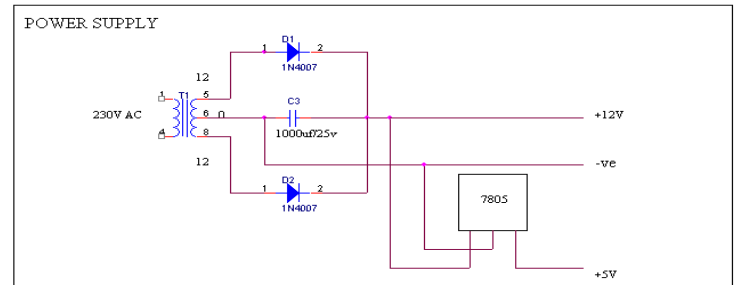 POWER SUPPLY
D1
1 2
1N4007
12
1 T1 5
230V AC
6 0
C3
1000uf/25v
+12V
4 8
12
-ve
D2
1 2
1N4007
7805
+5V